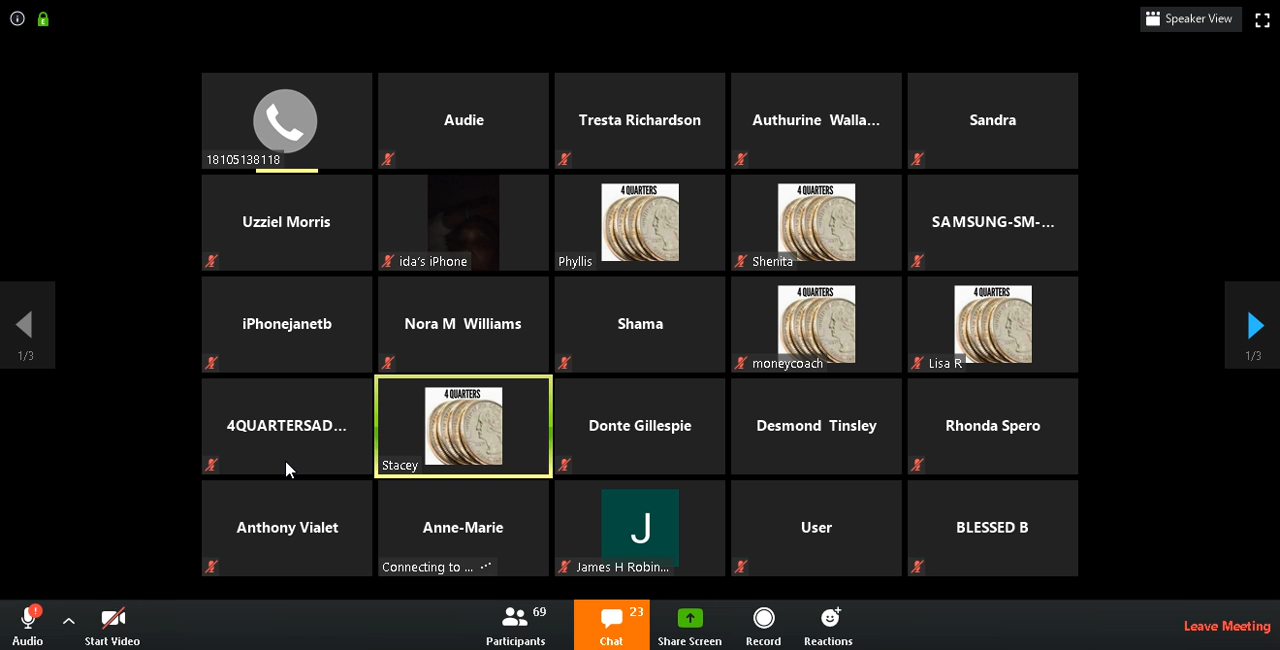 E
Speaker View
18105138118
Audie
Tresta Richardson
Authurine Walla...
Sandra
Uzziel Morris
ida's iPhone
4 QUARTERS
Phyllis
4 QUARTERS
Shenita
SAMSUNG-SM-...
iPhonejanetb
Nora M Williams
Shama
4 QUARTERS
moneycoach
4 QUARTERS
Lisa R
1/3
1/3
4QUARTERSAD...
4 QUARTERS
Stacey
Donte Gillespie
Desmond Tinsley
Rhonda Spero
Anthony Vialet
Anne-Marie
Connecting to ...
J
James H Robin...
User
BLESSED B
Audio
Start Video
Participants
69
Chat
23
Share Screen
Record
Reactions
Leave Meeting